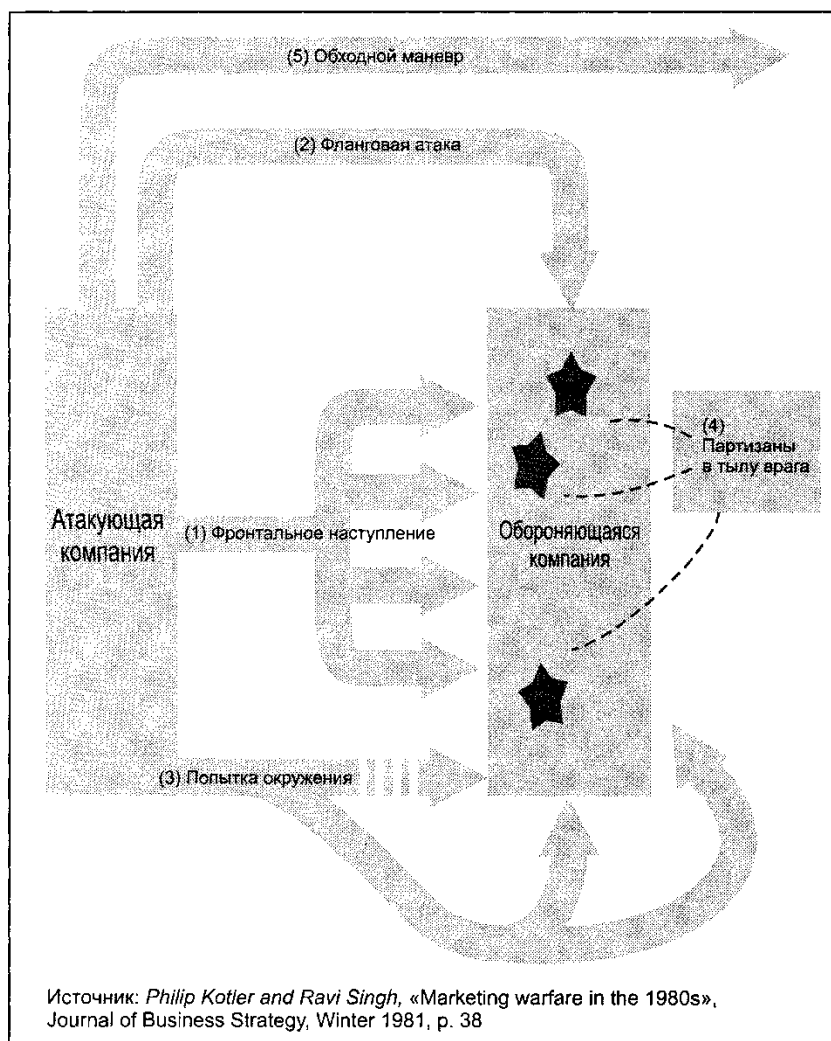 (5) Обходной маневр
(2) Фланговая атака
(4)
Партизаны
в тылу врага
Атакующая
компания
(1) Фронтальное наступление
Обороняющаяся
компания
(3) Попытка окружения
Источник: Philip Kotler and Ravi Singh, «Marketing warfare in the 1980s»,
Journal of Business Strategy, Winter 1981, p. 38